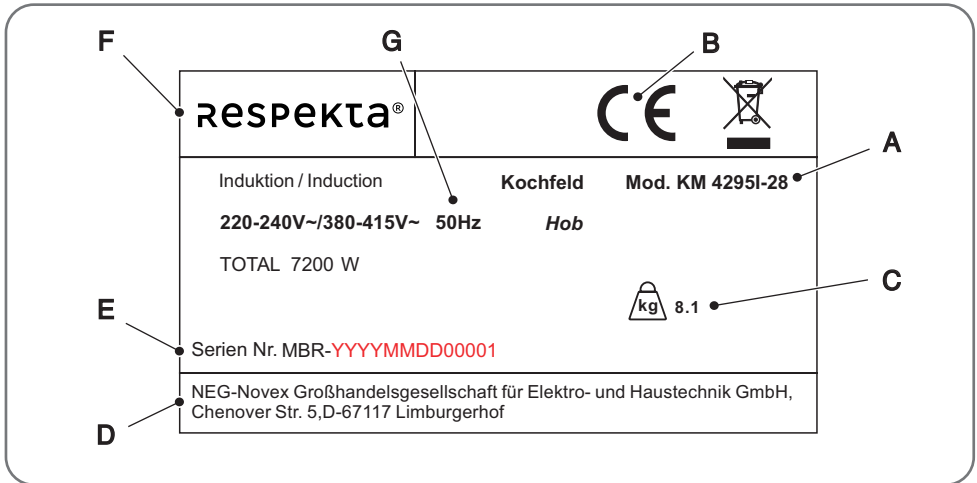 F
G
B
ʀespeкta®
CE
A
Induktion / Induction
Kochfeld
Mod. KM 4295I-28
220-240V~/380-415V~ 50Hz
Hob
TOTAL 7200 W
C
kg 8.1
E
Serien Nr. MBR-YYYYMMDD00001
NEG-Novex Großhandelsgesellschaft für Elektro- und Haustechnik GmbH,
Chenover Str. 5,D-67117 Limburgerhof
D